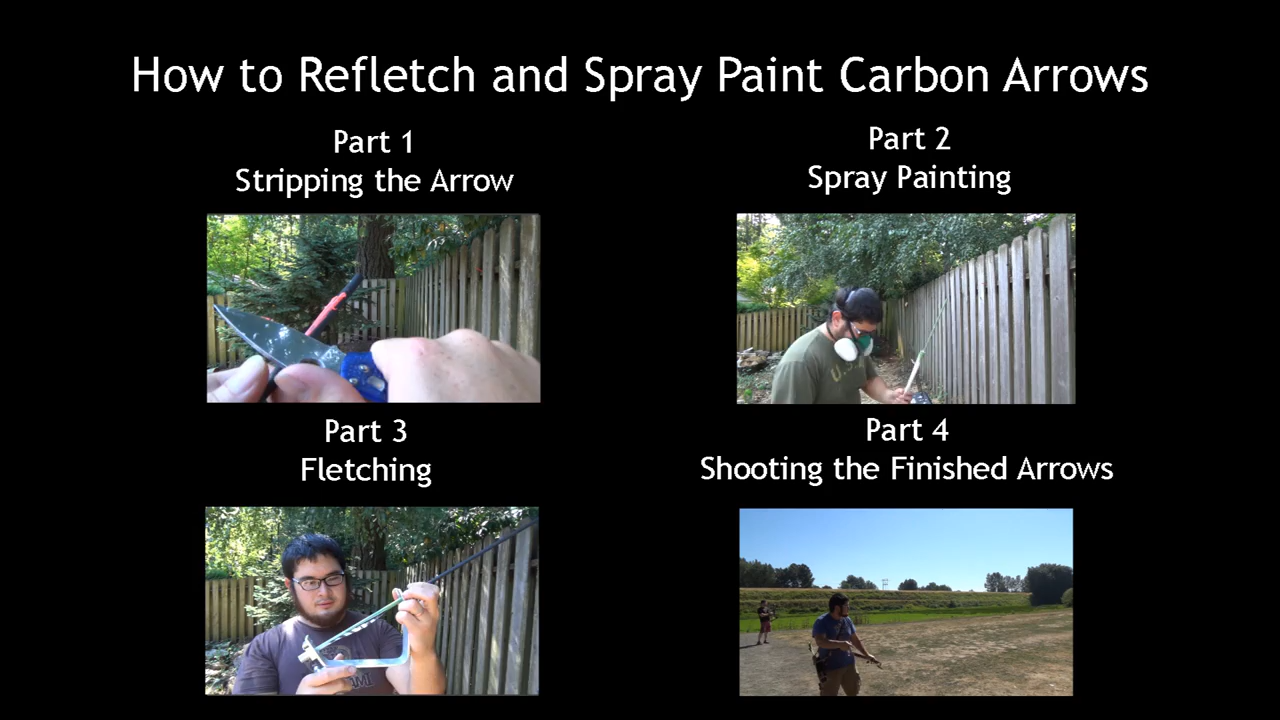 How to Refletch and Spray Paint Carbon Arrows
Part 1
Stripping the Arrow
Part 2
Spray Painting
Part 3
Fletching
Part 4
Shooting the Finished Arrows